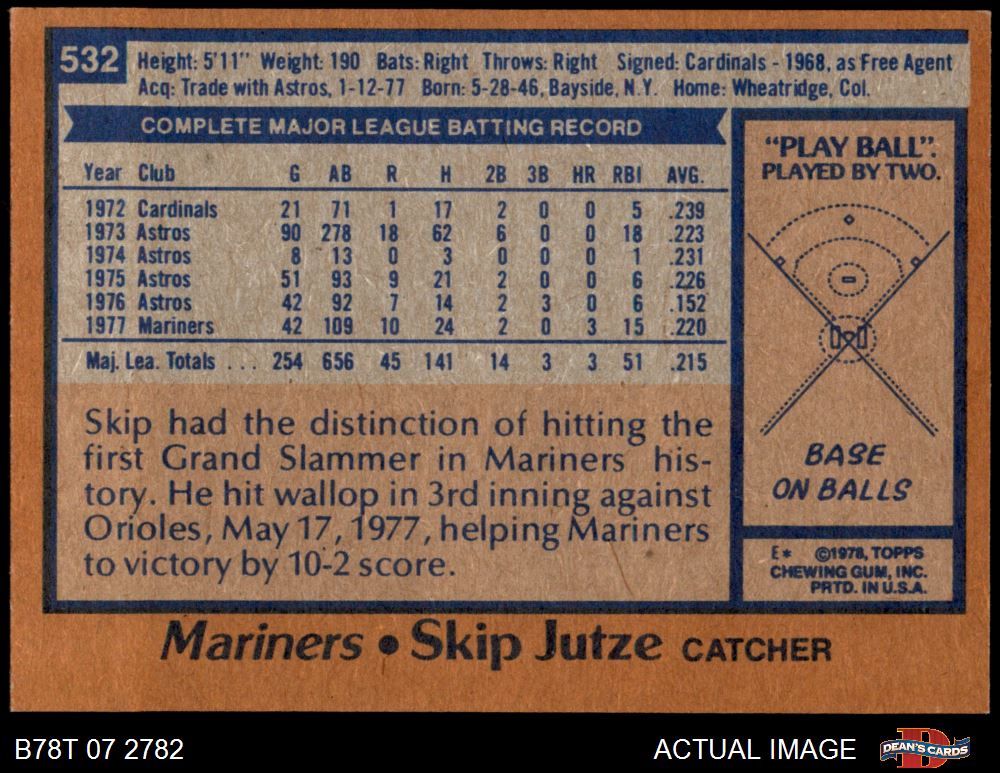 532
Height: 5'11" Weight: 190 Bats: Right Throws: Right Signed: Cardinals - 1968, as Free Agent
Acq: Trade with Astros, 1-12-77 Born: 5-28-46, Bayside, N.Y. Home: Wheatridge, Col.
COMPLETE MAJOR LEAGUE BATTING RECORD
Year Club G AB R H 2B 3B HR RBI AVG.
1972 Cardinals 21 71 1 17 2 0 0 5 .239
1973 Astros 90 278 18 62 6 0 0 18 .223
1974 Astros 8 13 0 3 0 0 0 1 .231
1975 Astros 51 93 9 21 2 0 0 6 .226
1976 Astros 42 92 7 14 2 3 0 6 .152
1977 Mariners 42 109 10 24 2 0 3 15 .220
Maj. Lea. Totals . . . 254 656 45 141 14 3 3 51 .215
Skip had the distinction of hitting the
first Grand Slammer in Mariners his-
tory. He hit wallop in 3rd inning against
Orioles, May 17, 1977, helping Mariners
to victory by 10-2 score.
"PLAY BALL".
PLAYED BY TWO.
BASE
ON BALLS
E* ©1978, TOPPS
CHEWING GUM, INC.
PRTD. IN U.S.A.
Mariners • Skip Jutze CATCHER
B78T 07 2782
ACTUAL IMAGE
DEAN'S CARDS